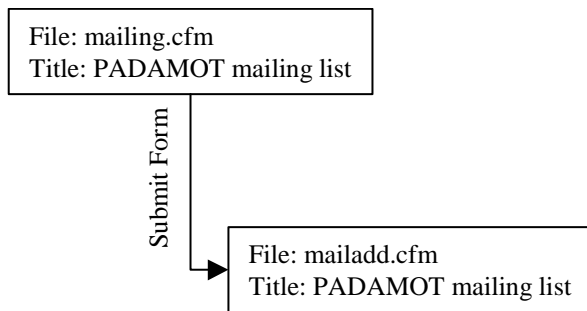 File: mailing.cfm
Title: PADAMOT mailing list
Submit Form
File: mailadd.cfm
Title: PADAMOT mailing list